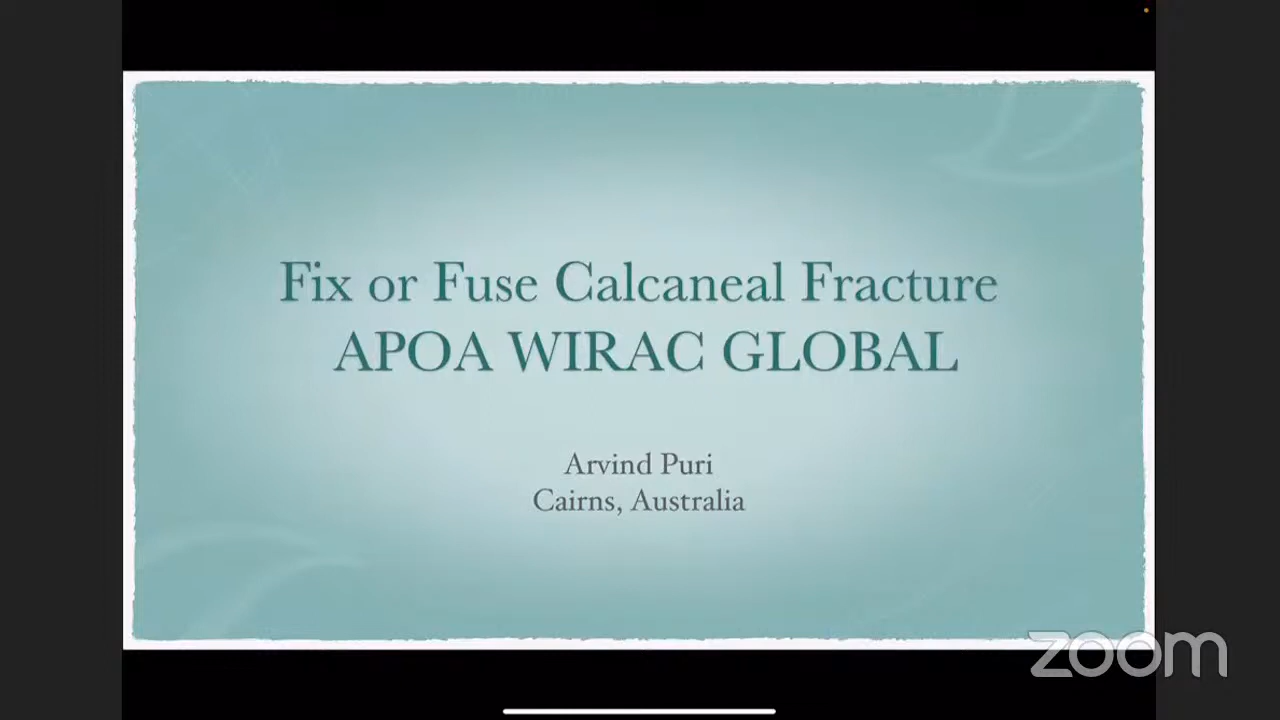 Fix or Fuse Calcaneal Fracture
APOA WIRAC GLOBAL
Arvind Puri
Cairns, Australia
zoom